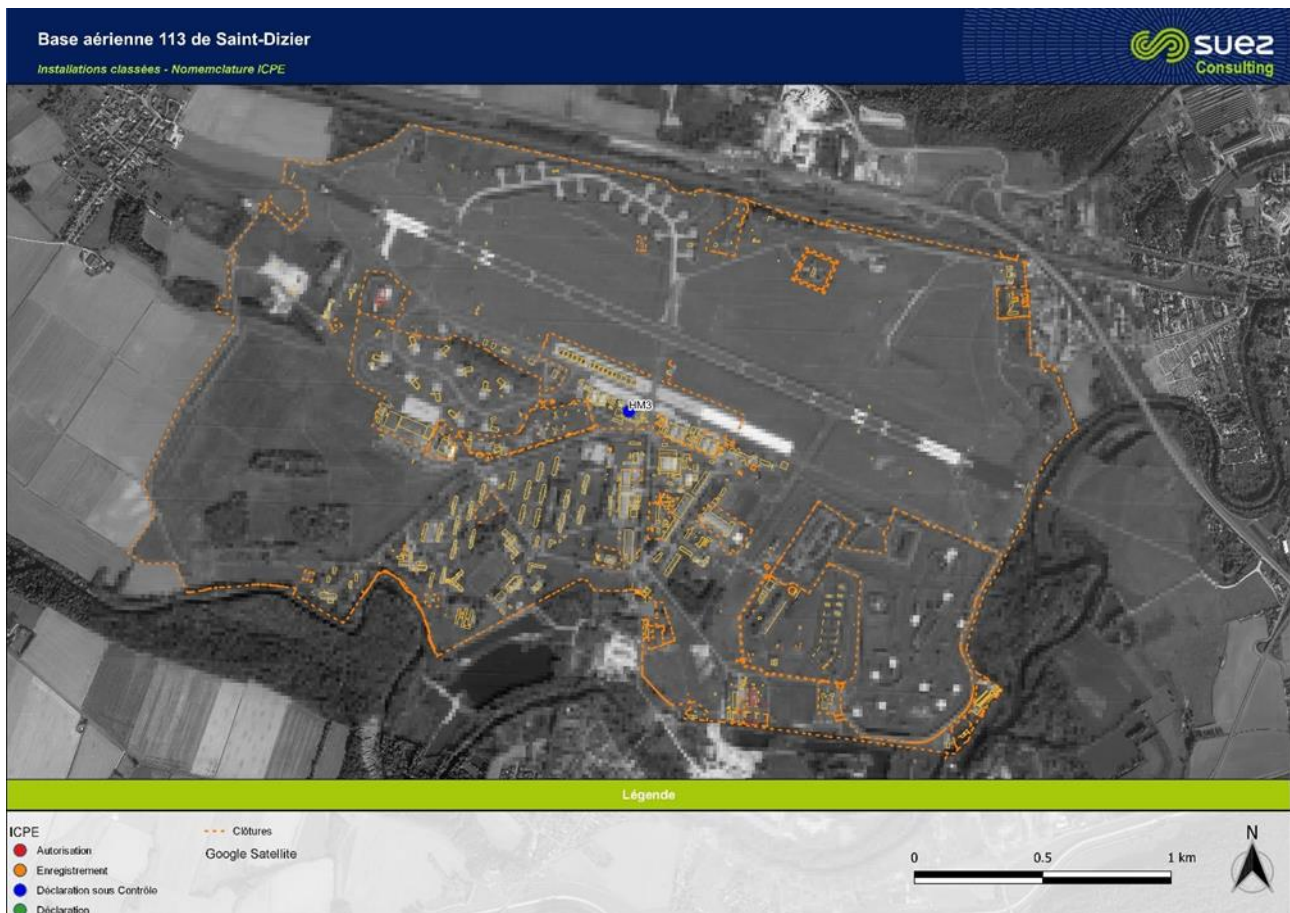 Base aérienne 113 de Saint-Dizier
Installations classées - Nomemclature ICPE
suez
Consulting
HM3
Légende
ICPE
Autorisation
Enregistrement
Déclaration sous Contrôle
Déclaration
Clôtures
Google Satellite
0 0.5 1 km
N